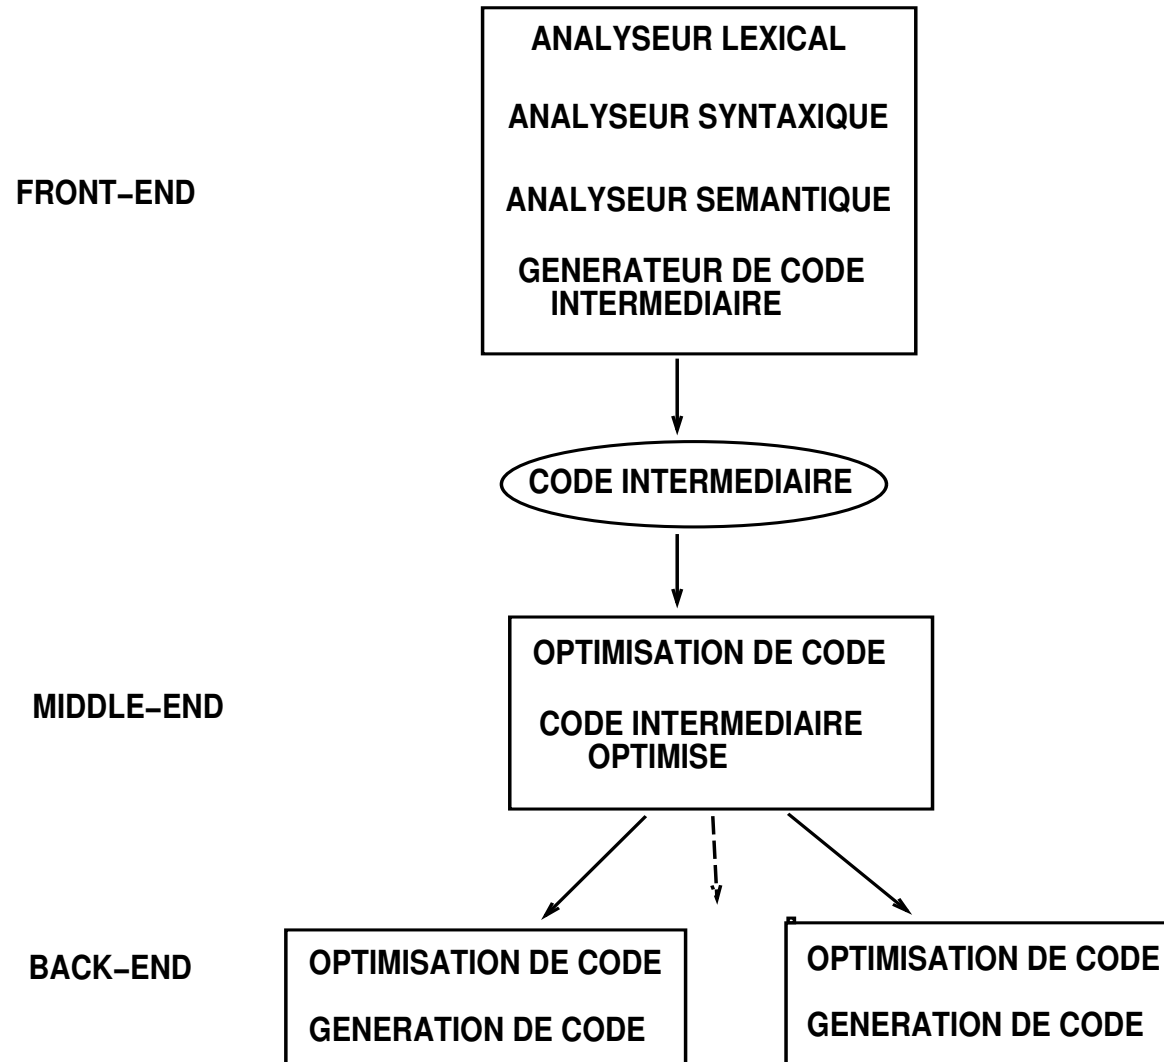 ANALYSEUR LEXICAL
ANALYSEUR SYNTAXIQUE
FRONT–END
ANALYSEUR SEMANTIQUE
GENERATEUR DE CODE
INTERMEDIAIRE
CODE INTERMEDIAIRE
OPTIMISATION DE CODE
MIDDLE–END
CODE INTERMEDIAIRE
OPTIMISE
BACK–END
OPTIMISATION DE CODE
GENERATION DE CODE
OPTIMISATION DE CODE
GENERATION DE CODE